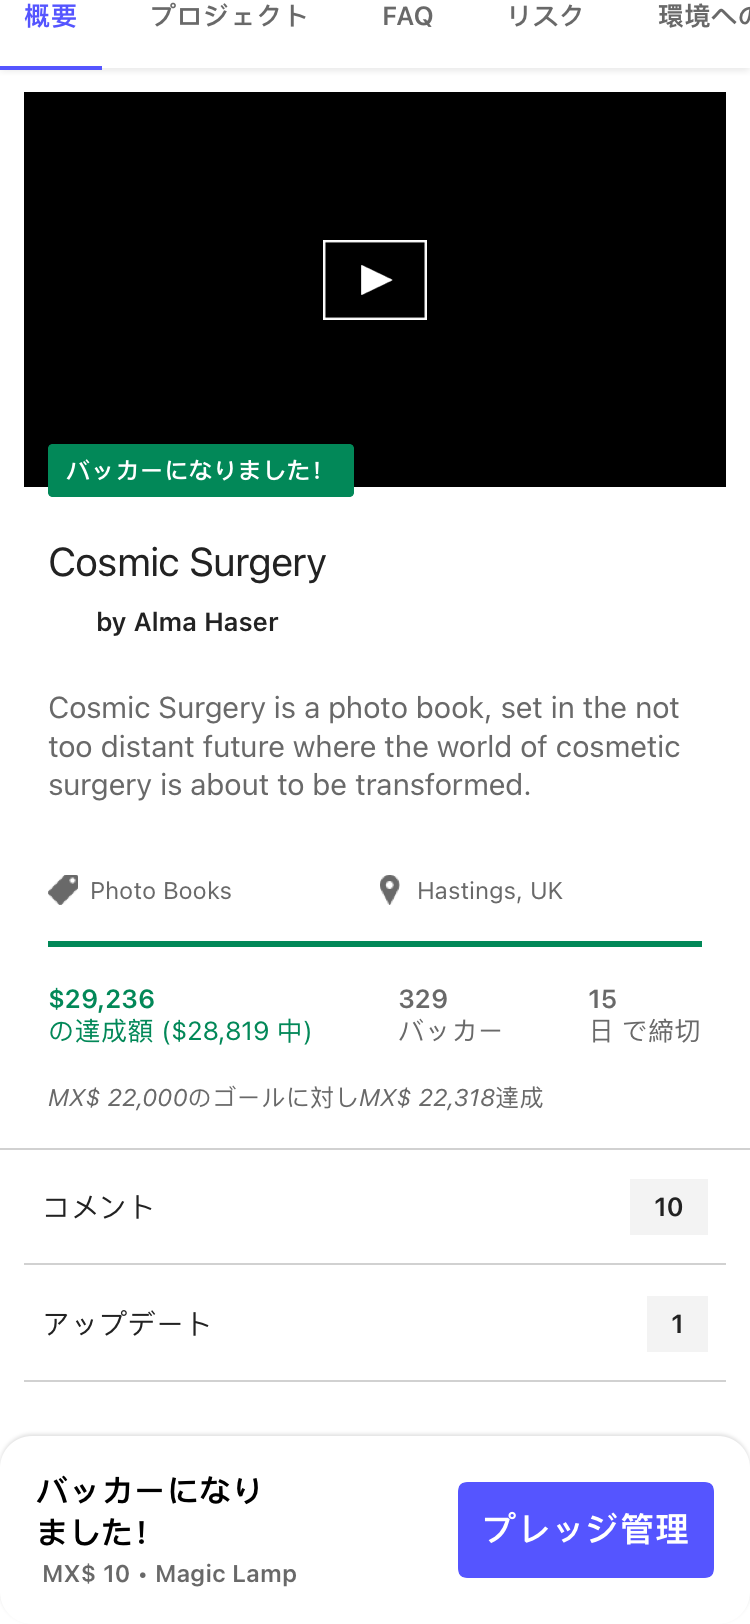 概要 プロジェクト FAQ リスク 環境への
バッカーになりました!
Cosmic Surgery
by Alma Haser
Cosmic Surgery is a photo book, set in the not
too distant future where the world of cosmetic
surgery is about to be transformed.
Photo Books Hastings, UK
$29,236 329 15
の達成額 ($28,819 中) バッカー 日 で締切
MX$ 22,000のゴールに対しMX$ 22,318達成
コメント 10
アップデート 1
バッカーになり
ました!
プレッジ管理
MX$ 10 • Magic Lamp